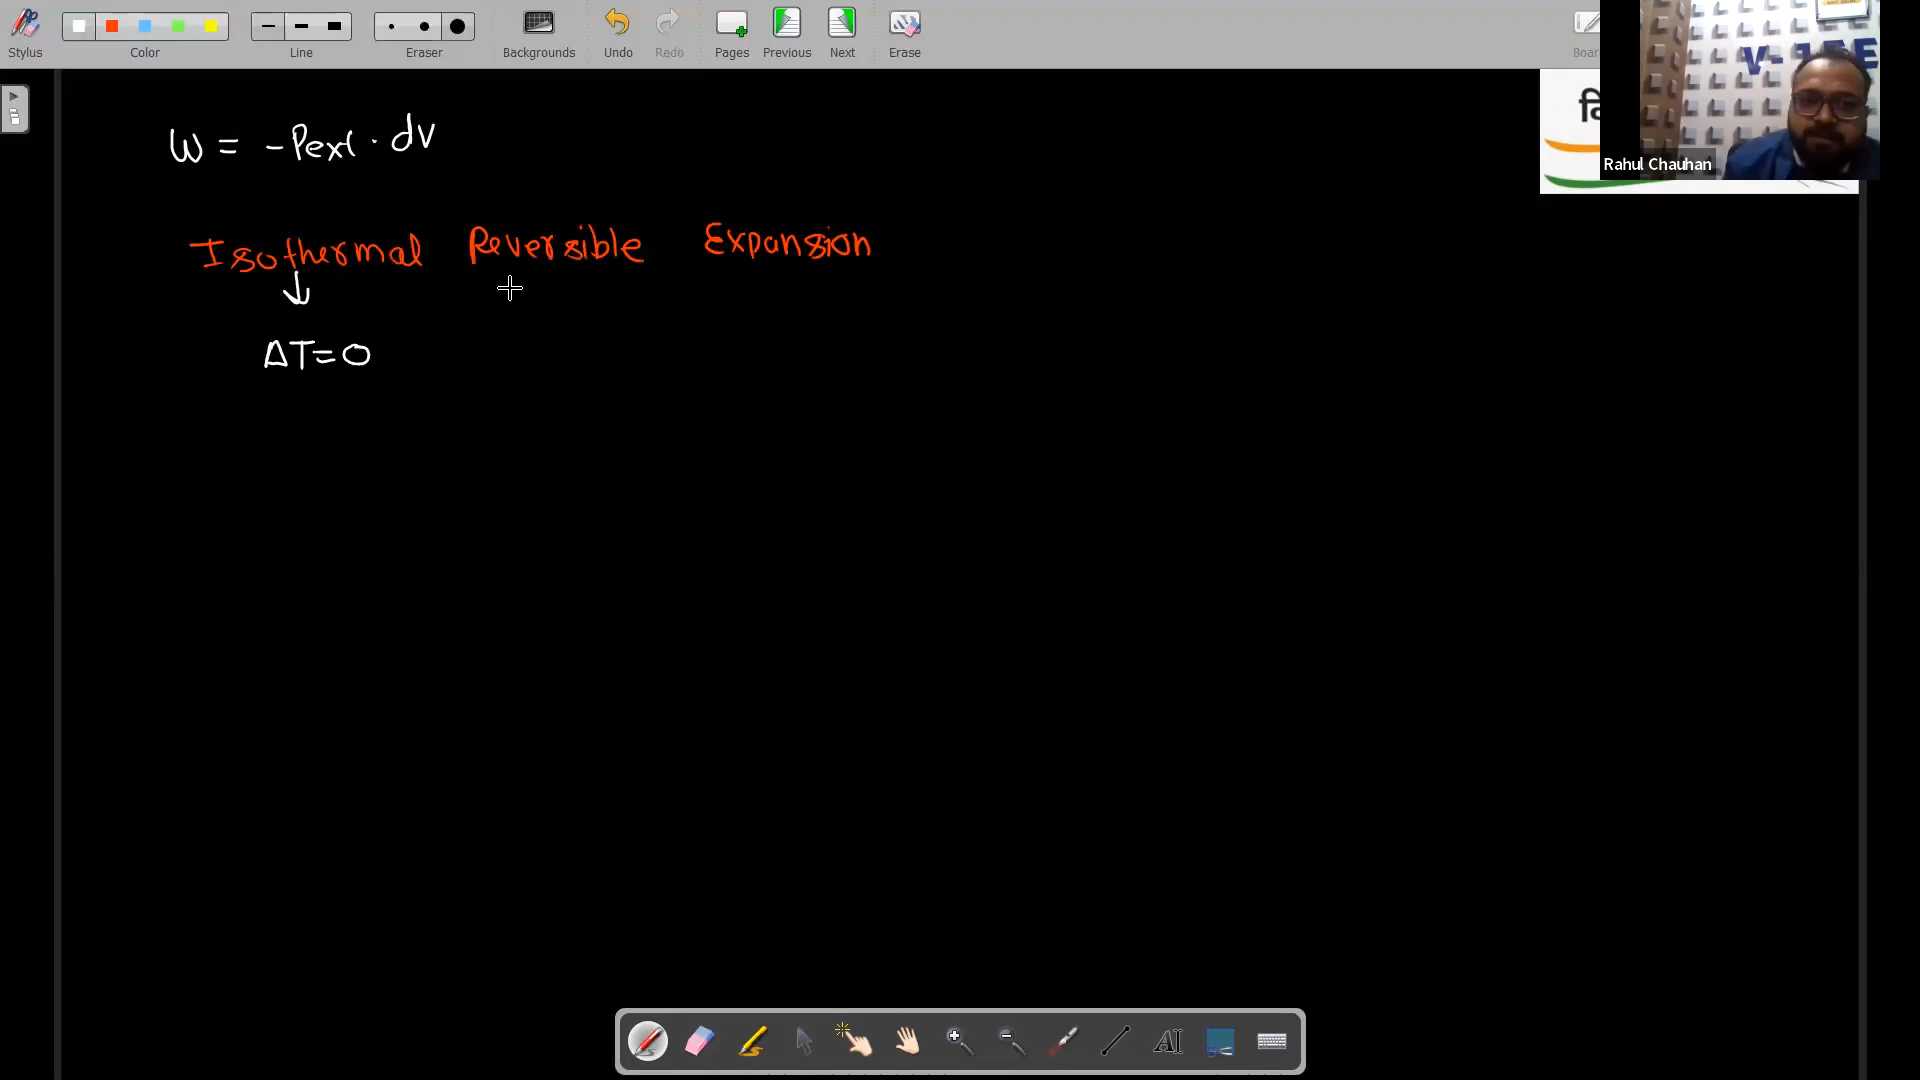 Stylus Color Line Eraser Backgrounds Undo Redo Pages Previous Next Erase
W = -Pext · dv
Isothermal Reversible Expansion
↓
ΔT=0
Rahul Chauhan